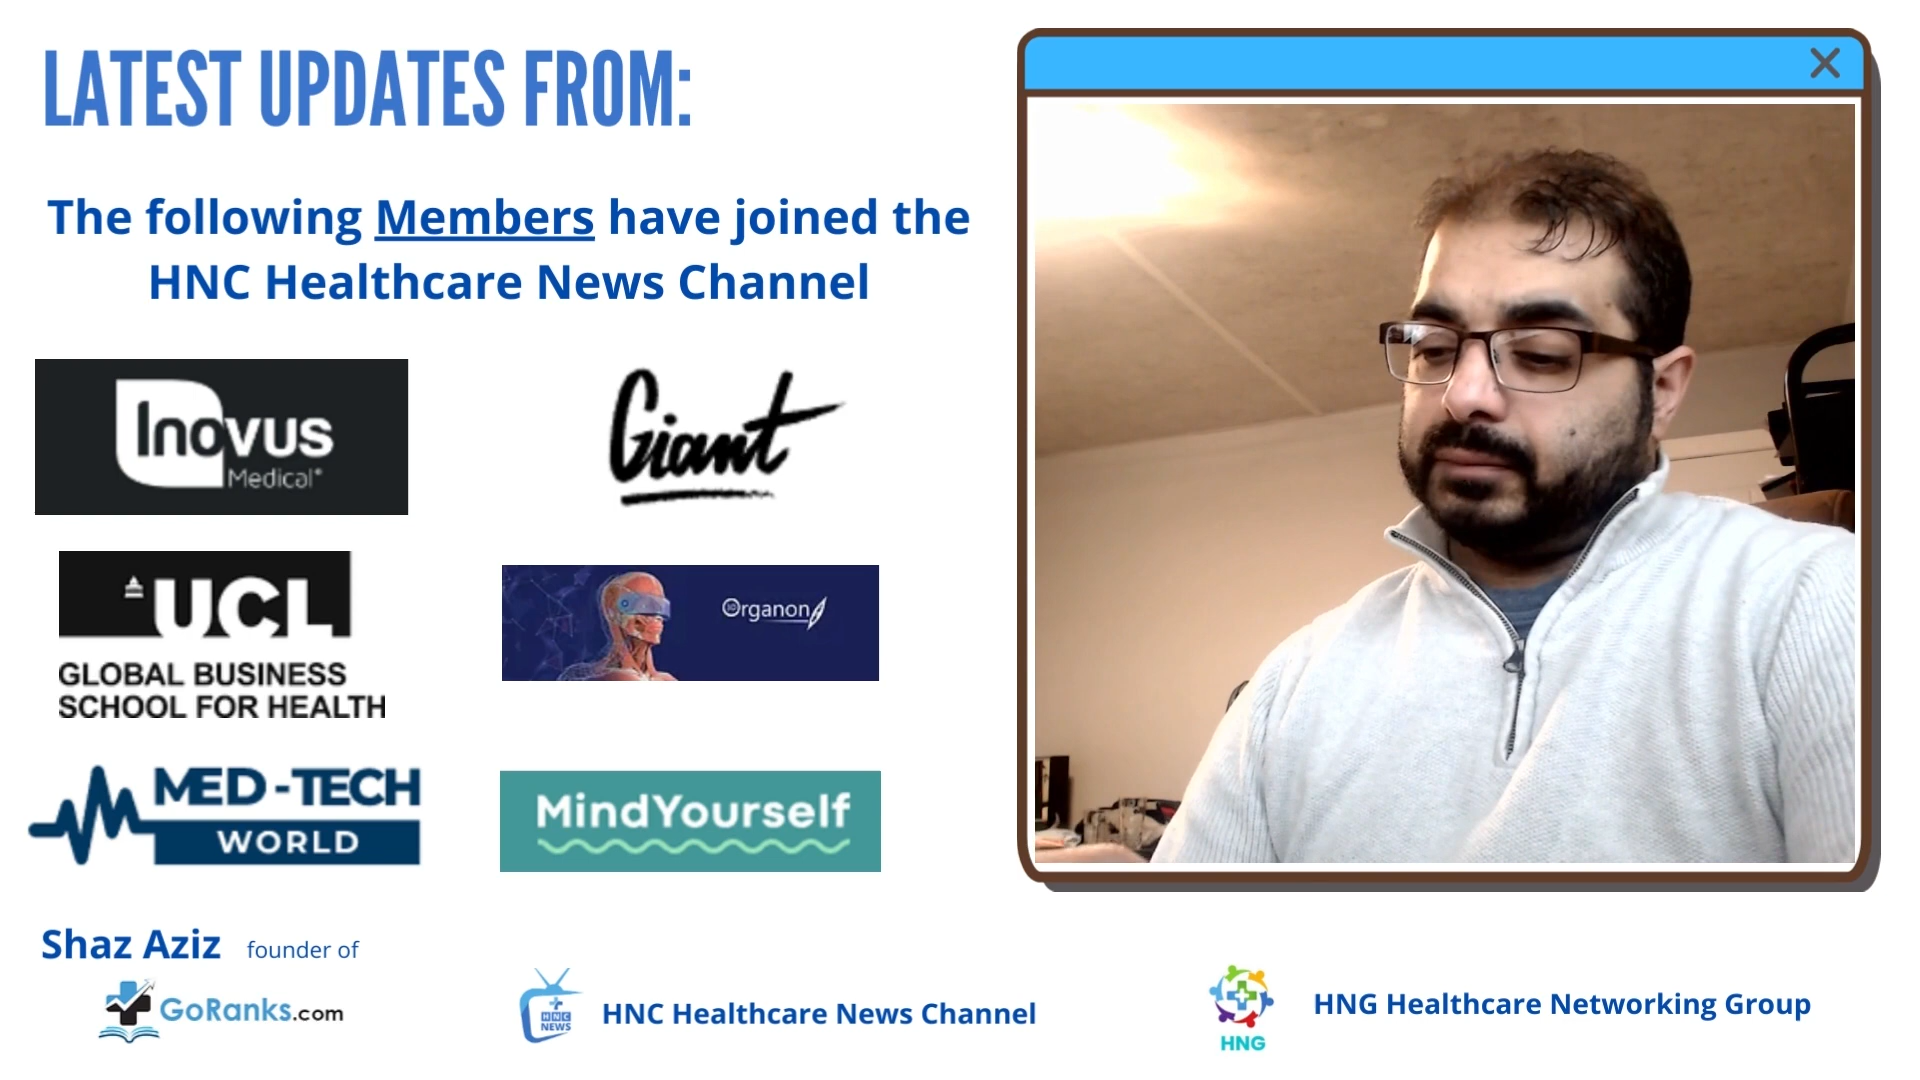 LATEST UPDATES FROM:
The following Members have joined the
HNC Healthcare News Channel
Inovus
Medical®
Giant
UCL
GLOBAL BUSINESS
SCHOOL FOR HEALTH
3D Organon
MED-TECH
WORLD
MindYourself
Shaz Aziz founder of
GoRanks.com
HNC
NEWS
HNC Healthcare News Channel
HNG
HNG Healthcare Networking Group